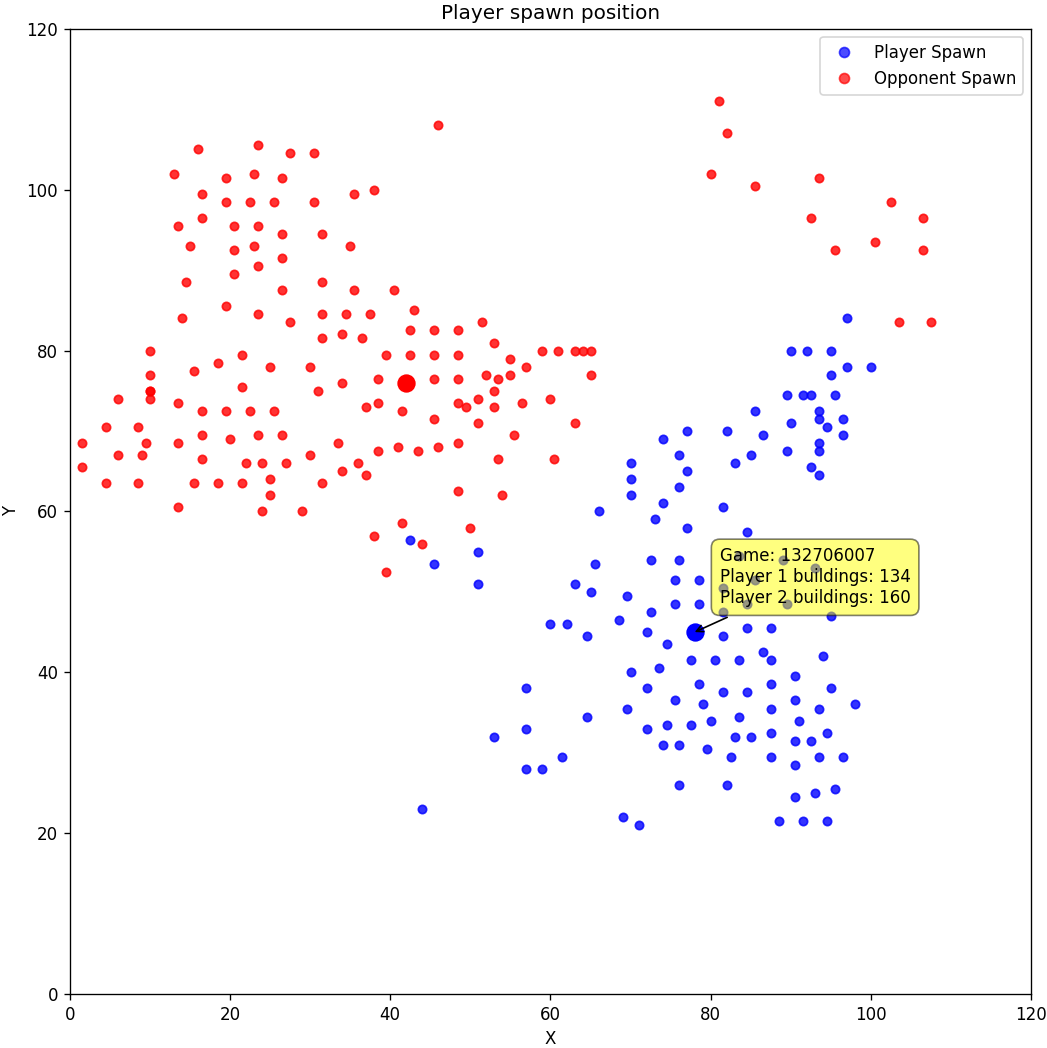 Player spawn position
Player Spawn
Opponent Spawn
120
100
80
60
40
20
0
Y
Game: 132706007
Player 1 buildings: 134
Player 2 buildings: 160
0 20 40 60 80 100 120
X